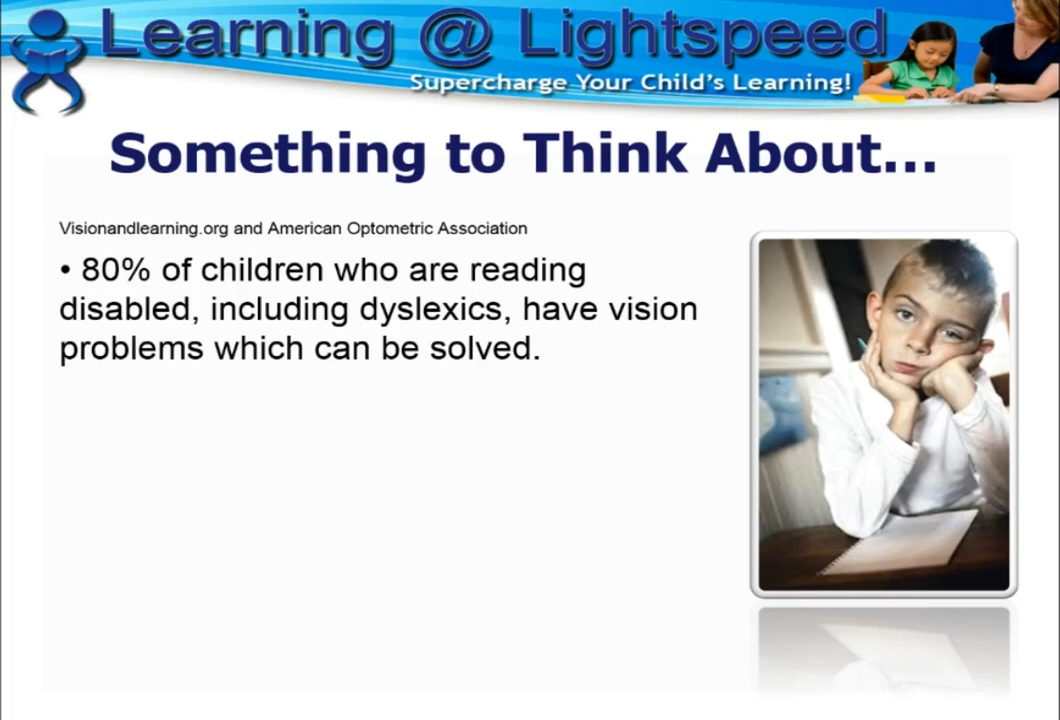 Learning @ Lightspeed
Supercharge Your Child's Learning!
Something to Think About...
Visionandlearning.org and American Optometric Association
• 80% of children who are reading
disabled, including dyslexics, have vision
problems which can be solved.